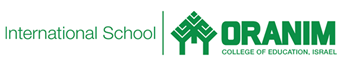 International School
ORANIM
COLLEGE OF EDUCATION, ISRAEL